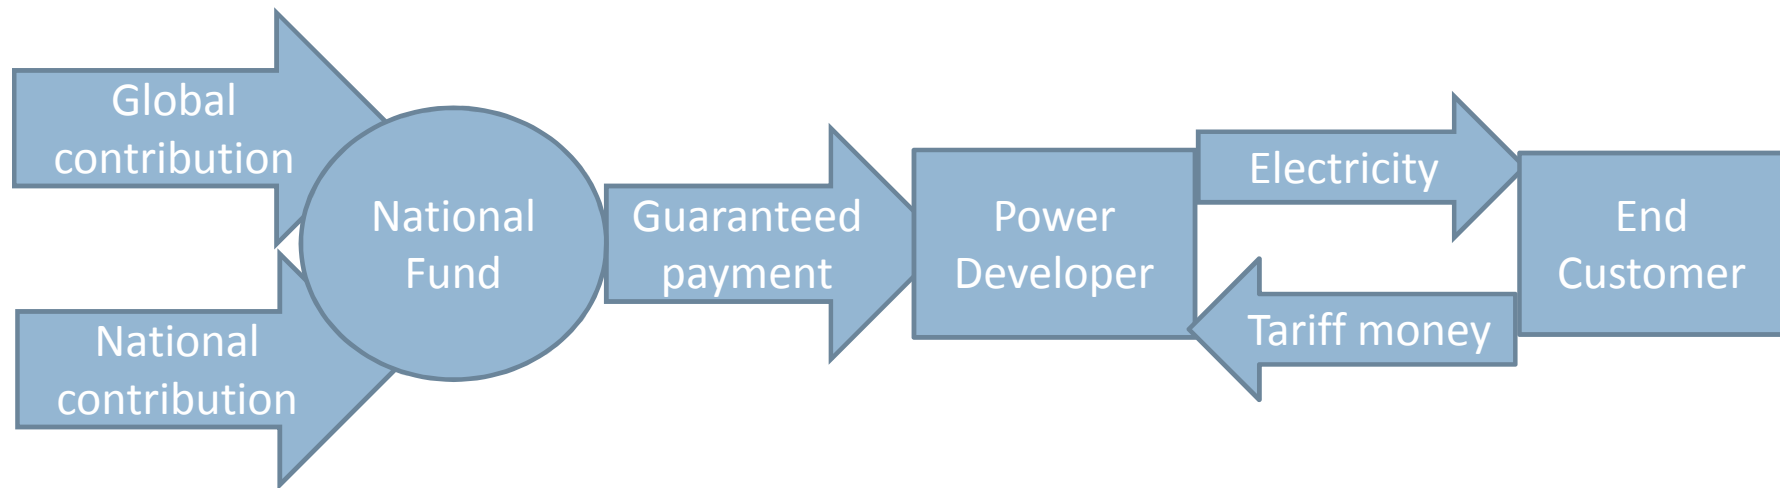 Global
contribution
National
contribution
National
Fund
Guaranteed
payment
Power
Developer
Electricity
Tariff money
End
Customer